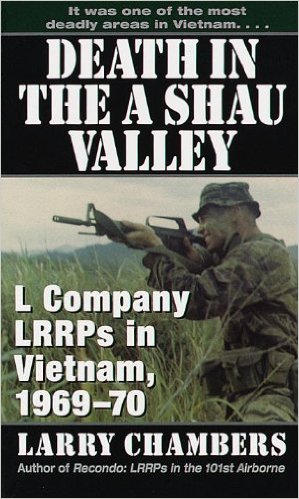 It was one of the most
deadly areas in Vietnam. . . .
DEATH IN
THE A SHAU
VALLEY
L Company
LRRPs in
Vietnam,
1969–70
LARRY CHAMBERS
Author of Recondo: LRRPs in the 101st Airborne